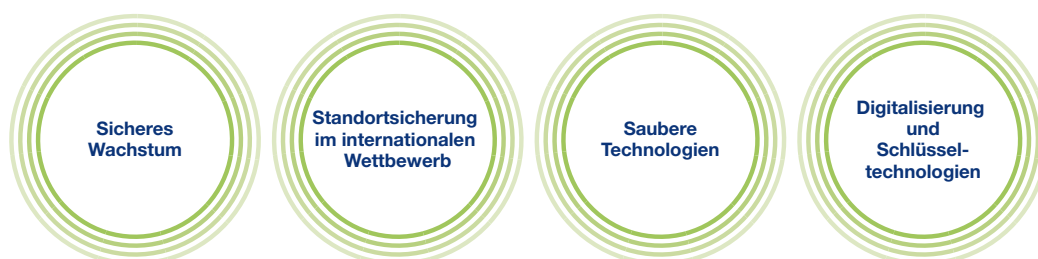 Sicheres
Wachstum
Standortsicherung
im internationalen
Wettbewerb
Saubere
Technologien
Digitalisierung
und
Schlüssel-
technologien